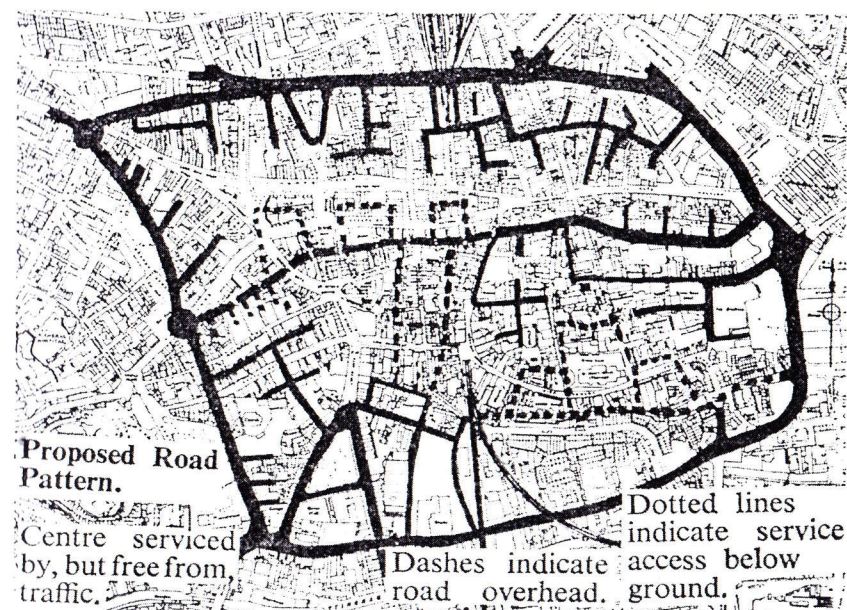 Proposed Road
Pattern.
Centre serviced
by, but free from,
traffic.
Dashes indicate
road overhead.
Dotted lines
indicate service
access below
ground.